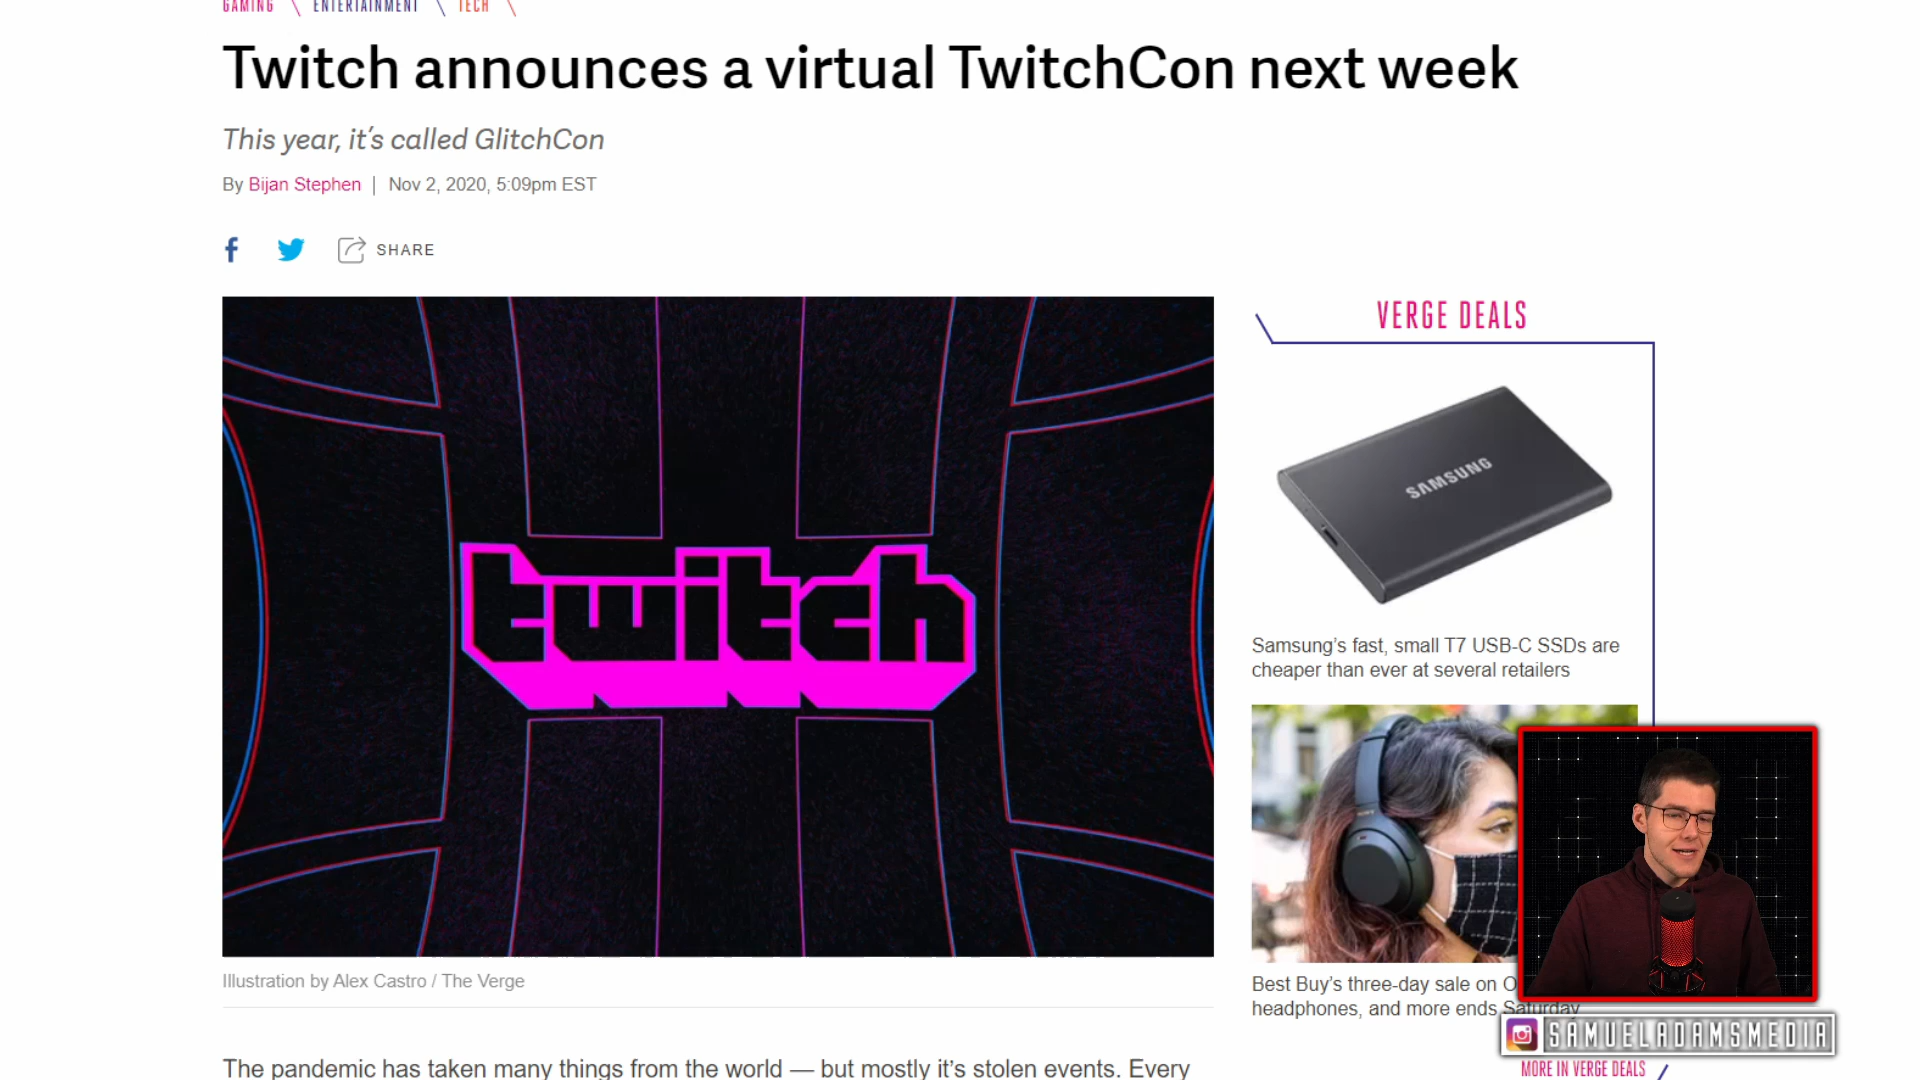 GAMING ENTERTAINMENT TECH
Twitch announces a virtual TwitchCon next week
This year, it's called GlitchCon
By Bijan Stephen | Nov 2, 2020, 5:09pm EST
SHARE
twitch
VERGE DEALS
SAMSUNG
Samsung's fast, small T7 USB-C SSDs are
cheaper than ever at several retailers
Best Buy's three-day sale on
headphones, and more ends Saturday
SAMUELADAMSMEDIA
MORE IN VERGE DEALS
Illustration by Alex Castro / The Verge
The pandemic has taken many things from the world — but mostly it's stolen events. Every